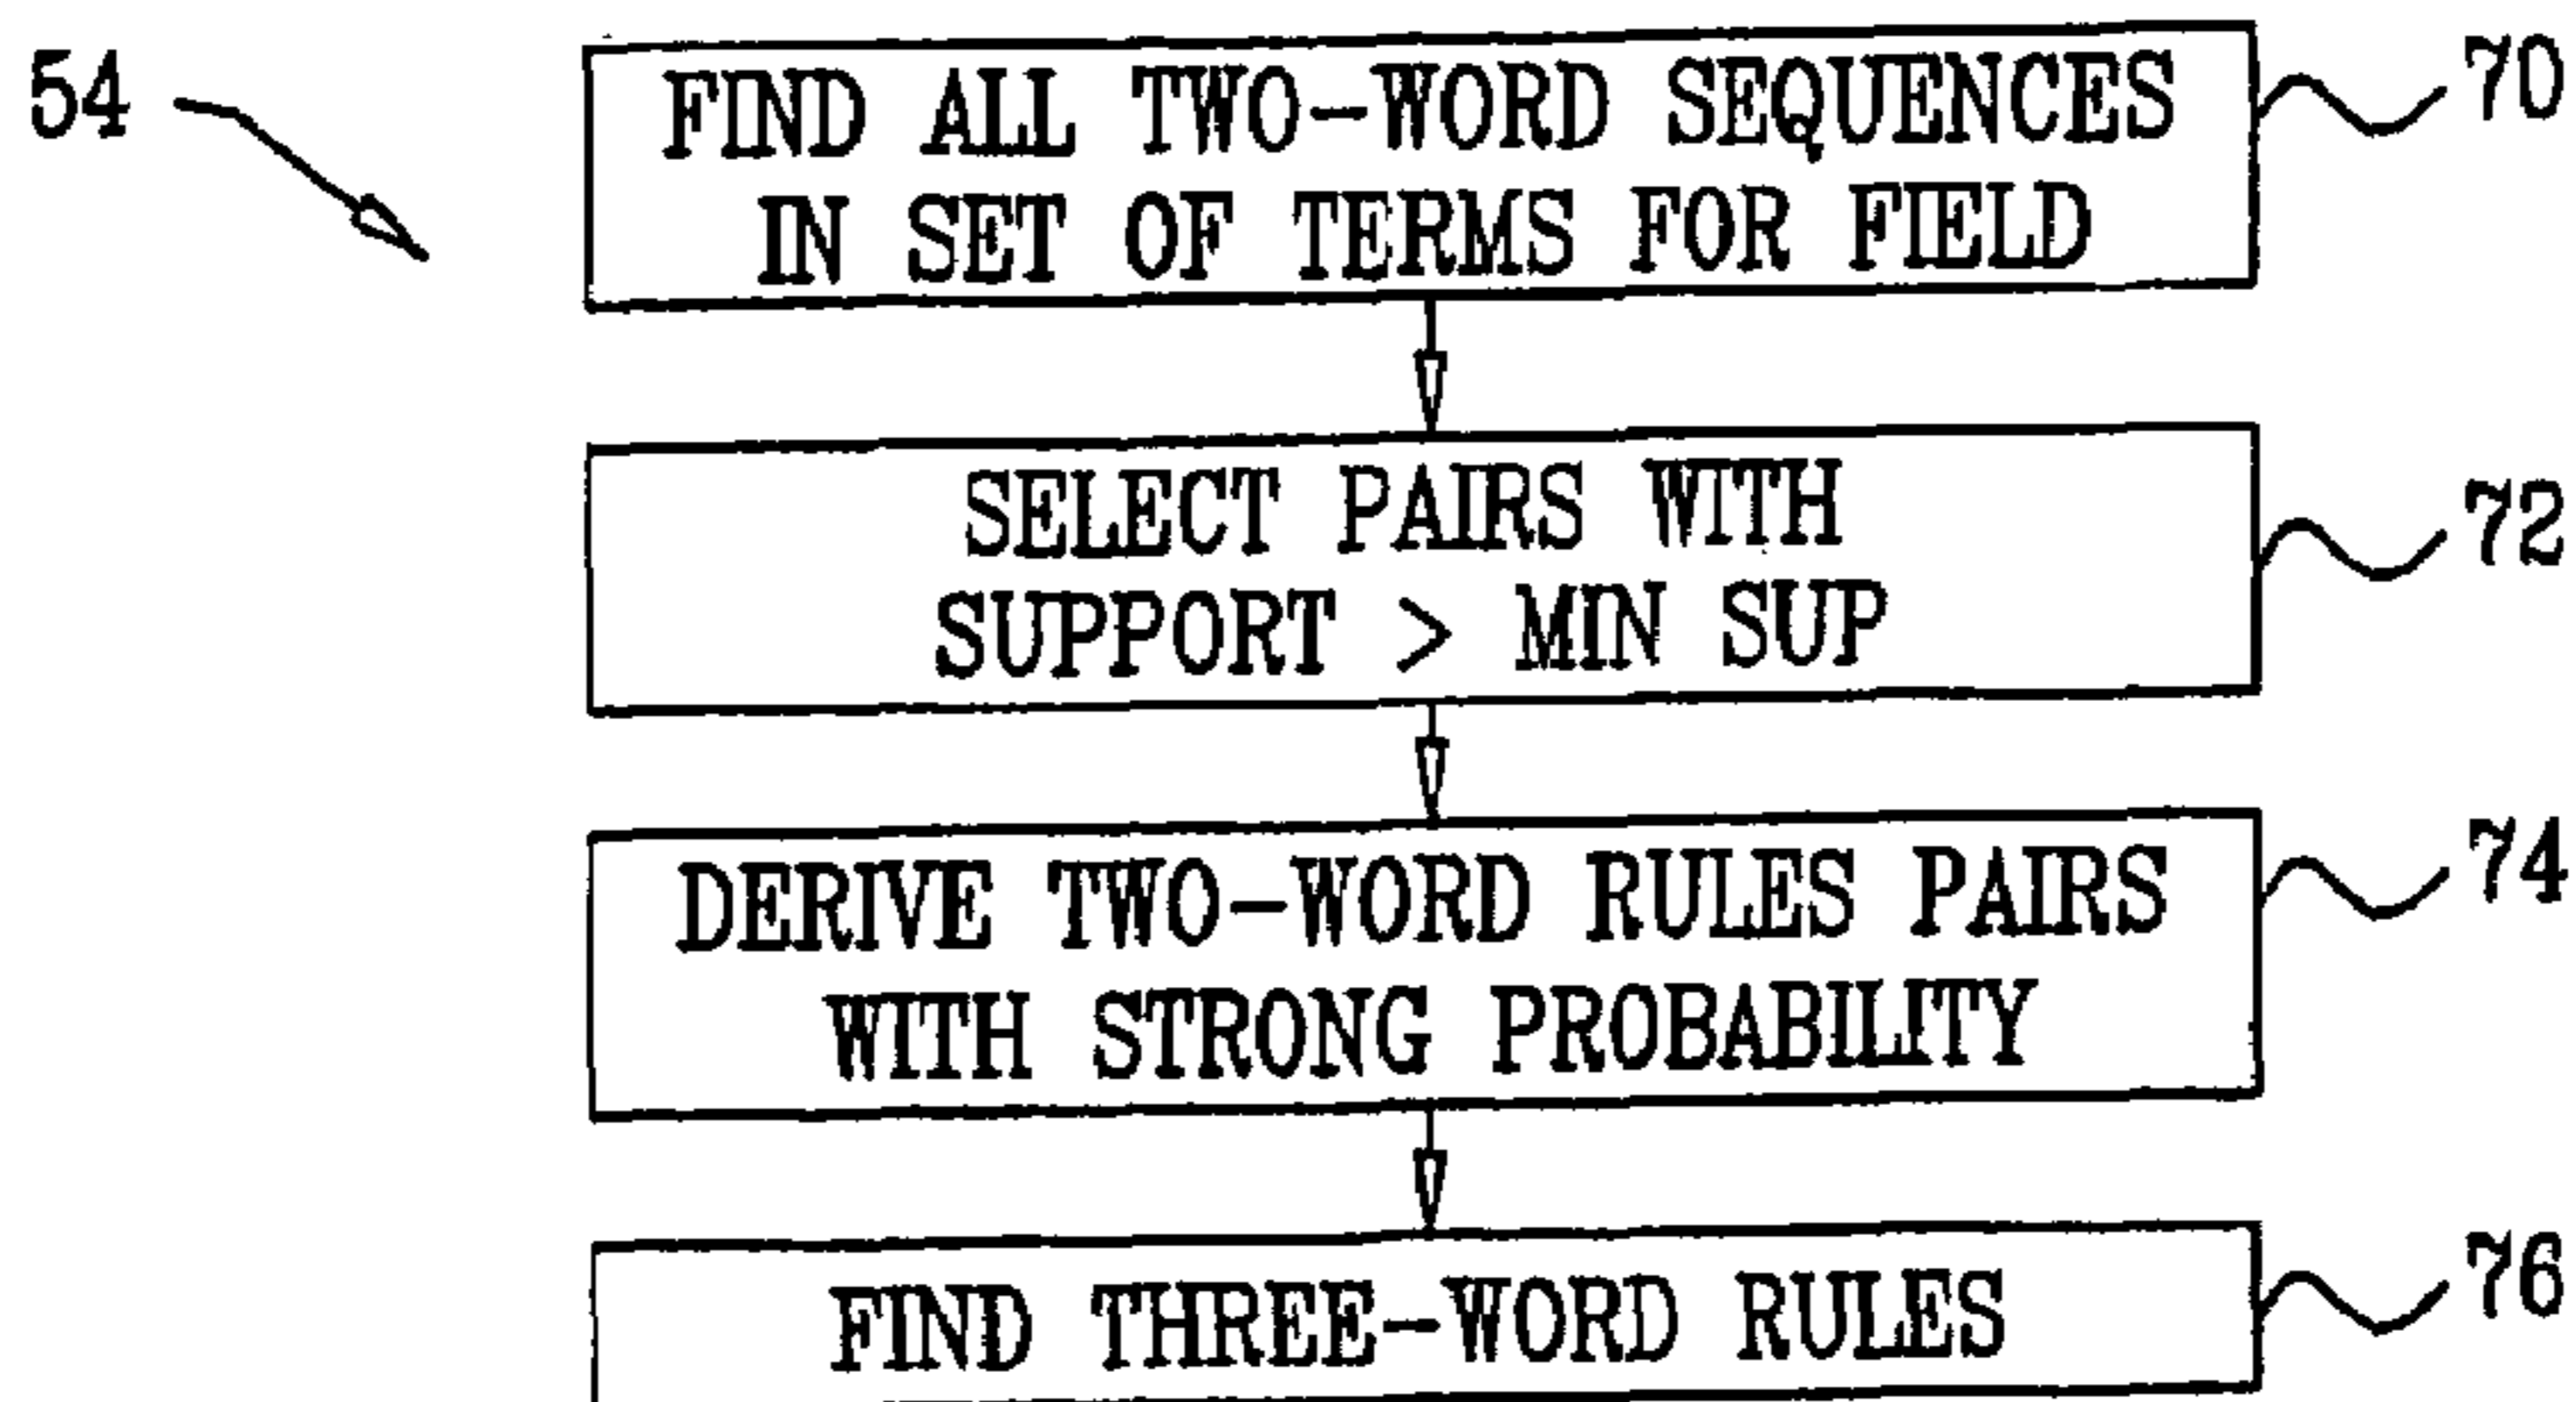 54
FIND ALL TWO-WORD SEQUENCES
IN SET OF TERMS FOR FIELD
70
SELECT PAIRS WITH
SUPPORT > MIN SUP
72
DERIVE TWO-WORD RULES PAIRS
WITH STRONG PROBABILITY
74
FIND THREE-WORD RULES
76